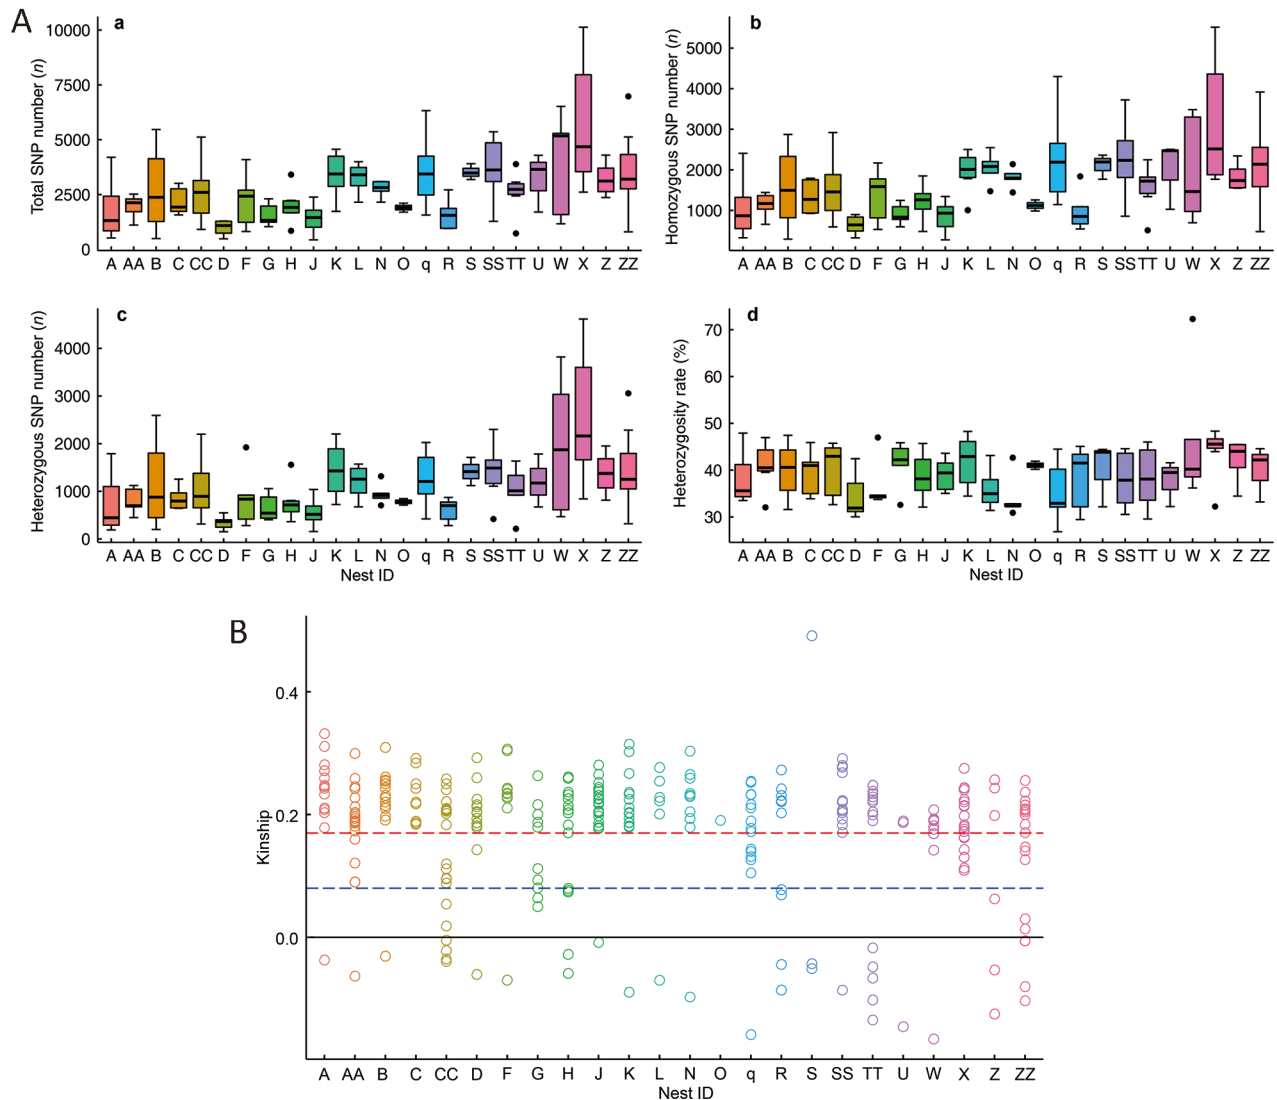 A
a
Total SNP number (n)
10000
7500
5000
2500
0
A AA B C CC D F G H J K L N O q R S SS TT U W X Z ZZ
b
Homozygous SNP number (n)
5000
4000
3000
2000
1000
A AA B C CC D F G H J K L N O q R S SS TT U W X Z ZZ
c
Heterozygous SNP number (n)
4000
3000
2000
1000
0
A AA B C CC D F G H J K L N O q R S SS TT U W X Z ZZ
Nest ID
d
Heterozygosity rate (%)
70
60
50
40
30
A AA B C CC D F G H J K L N O q R S SS TT U W X Z ZZ
Nest ID
B
Kinship
0.4
0.2
0.0
A AA B C CC D F G H J K L N O q R S SS TT U W X Z ZZ
Nest ID